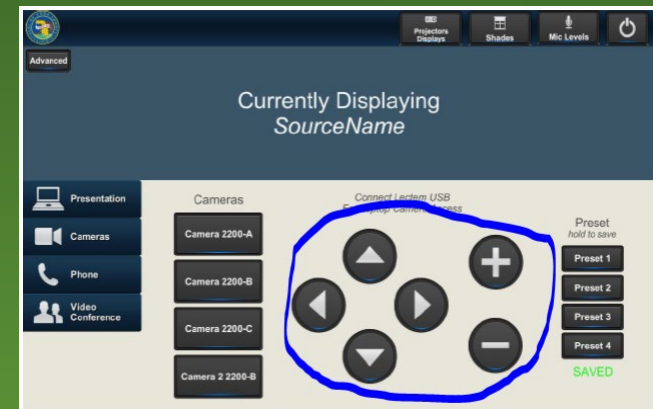 Projectors
Displays
Shades
Mic Levels
Advanced
Currently Displaying
SourceName
Presentation
Cameras
Phone
Video
Conference
Cameras
Camera 2200-A
Camera 2200-B
Camera 2200-C
Camera 2 2200-B
Connect Lectern USB
Camera
Preset
hold to save
Preset 1
Preset 2
Preset 3
Preset 4
SAVED